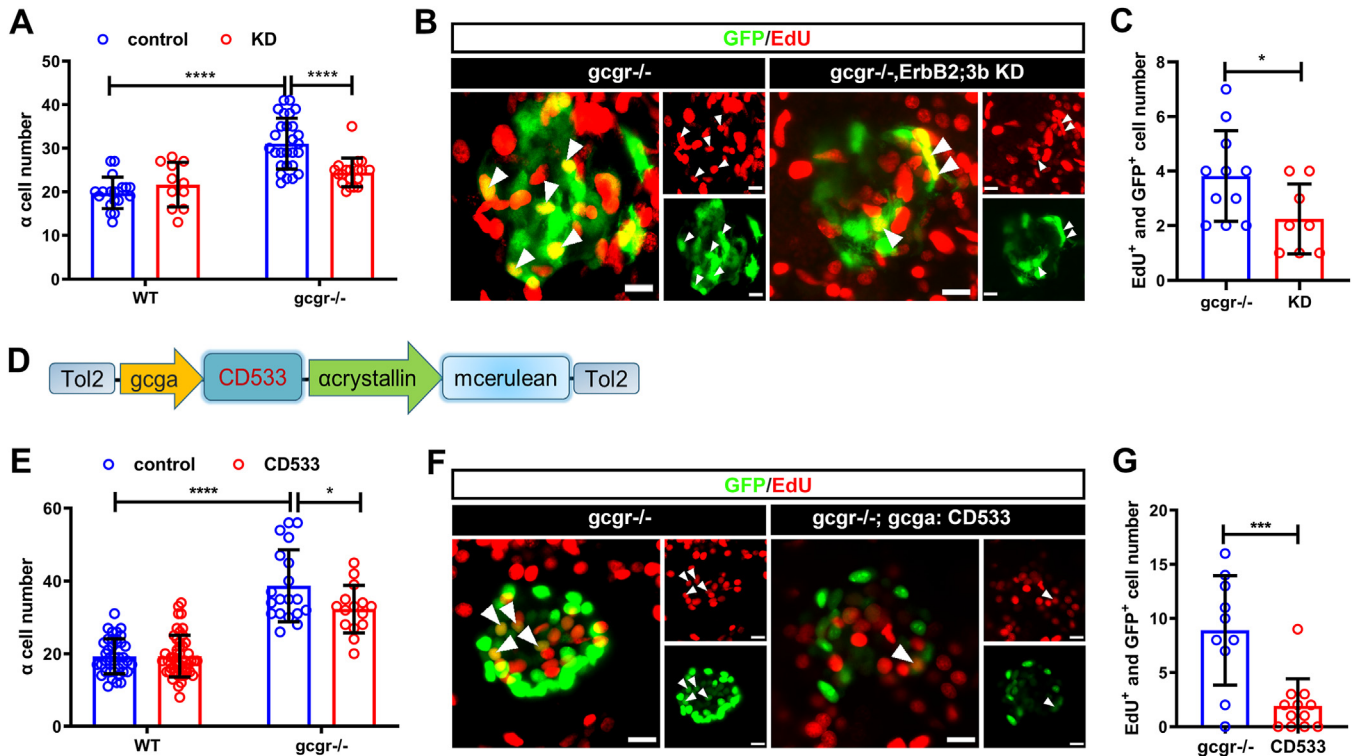 A
control KD
50
40
30
20
10
0
α cell number
****
****
WT
gcgr-/-
B
GFP/EdU
gcgr-/-
gcgr-/-,ErbB2;3b KD
C
EdU+ and GFP+ cell number
8
6
4
2
0
*
gcgr-/-
KD
D
Tol2 gcga CD533 αcrystallin mcerulean Tol2
E
control CD533
60
40
20
0
α cell number
****
*
WT
gcgr-/-
F
GFP/EdU
gcgr-/-
gcgr-/-; gcga: CD533
G
EdU+ and GFP+ cell number
20
15
10
5
0
***
gcgr-/-
CD533